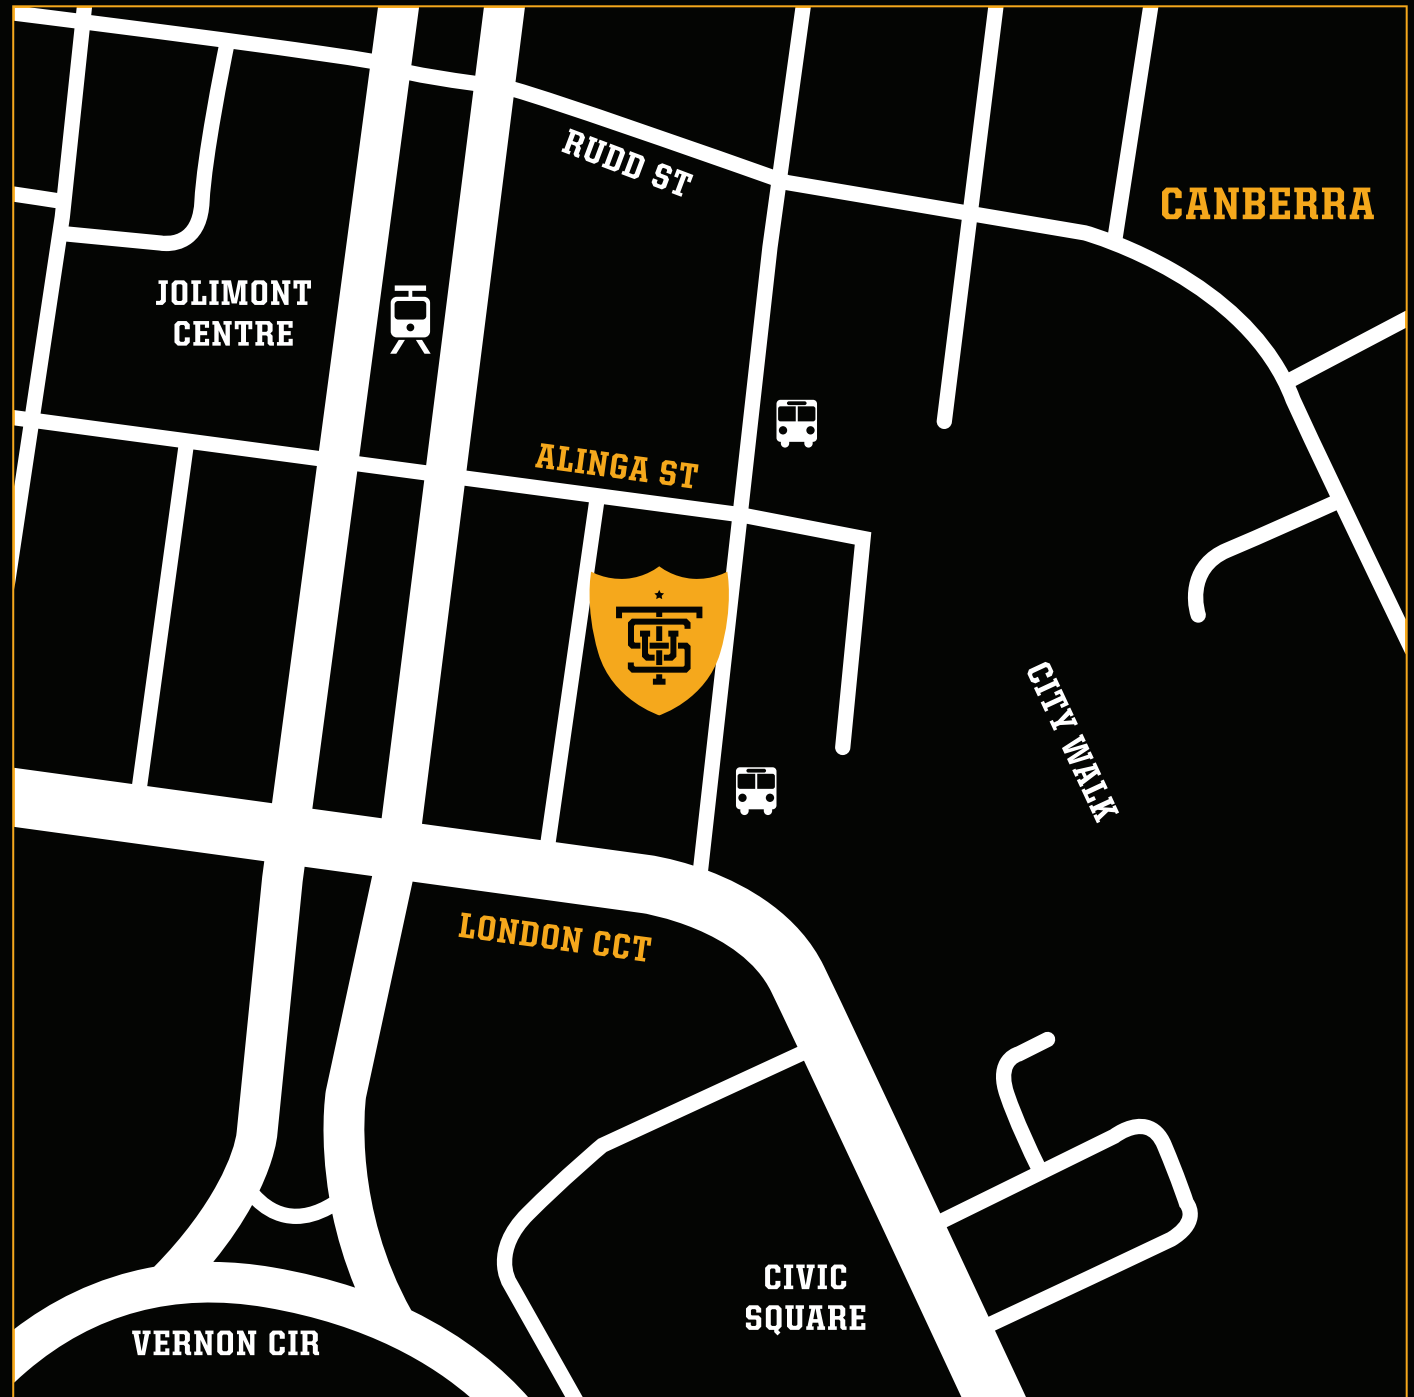 RUDD ST
CANBERRA
JOLIMONT
CENTRE
ALINGA ST
CITY WALK
LONDON CCT
CIVIC
SQUARE
VERNON CIR